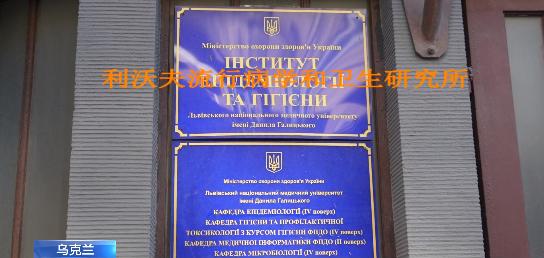 Міністерство охорони здоров'я України
ІНСТИТУТ
ЕПІДЕМІОЛОГІЇ
利沃夫流行病学和卫生研究所
ТА ГІГІЄНИ
Львівського національного медичного університету
імені Данила Галицького
Міністерство охорони здоров'я України
Львівський національний медичний університет
імені Данила Галицького
КАФЕДРА ЕПІДЕМІОЛОГІЇ (IV поверх)
КАФЕДРА ГІГІЄНИ ТА ПРОФІЛАКТИЧНОЇ
ТОКСИКОЛОГІЇ З КУРСОМ ГІГІЄНИ ФПДО (IV поверх)
КАФЕДРА МЕДИЧНОЇ ІНФОРМАТИКИ ФПДО (II поверх)
КАФЕДРА МІКРОБІОЛОГІЇ (IV поверх)
乌克兰